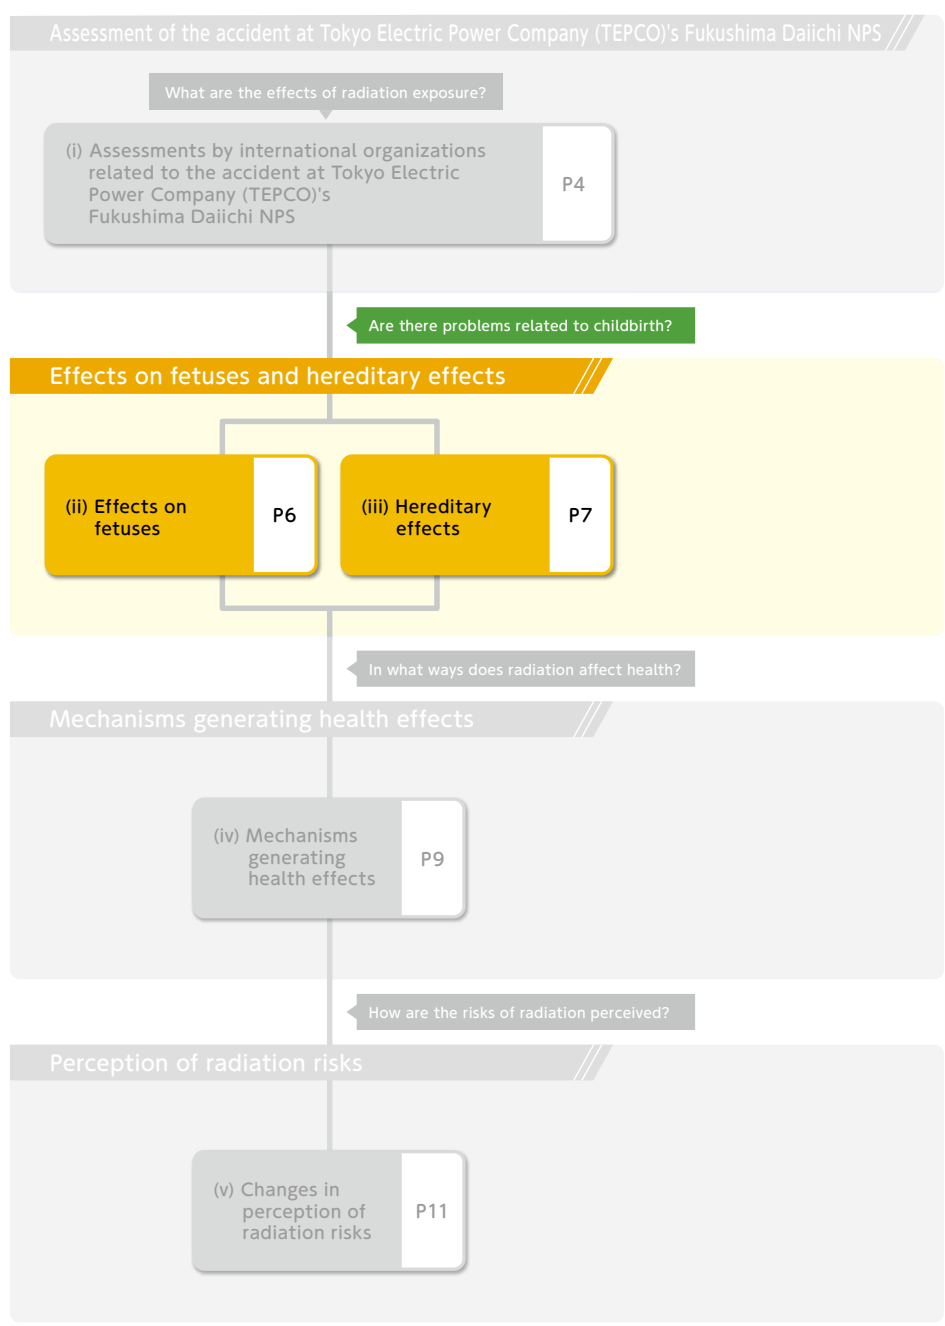 Assessment of the accident at Tokyo Electric Power Company (TEPCO)'s Fukushima Daiichi NPS
What are the effects of radiation exposure?
(i) Assessments by international organizations
related to the accident at Tokyo Electric
Power Company (TEPCO)'s
Fukushima Daiichi NPS
P4
Are there problems related to childbirth?
Effects on fetuses and hereditary effects
(ii) Effects on
fetuses
P6
(iii) Hereditary
effects
P7
In what ways does radiation affect health?
Mechanisms generating health effects
(iv) Mechanisms
generating
health effects
P9
How are the risks of radiation perceived?
Perception of radiation risks
(v) Changes in
perception of
radiation risks
P11